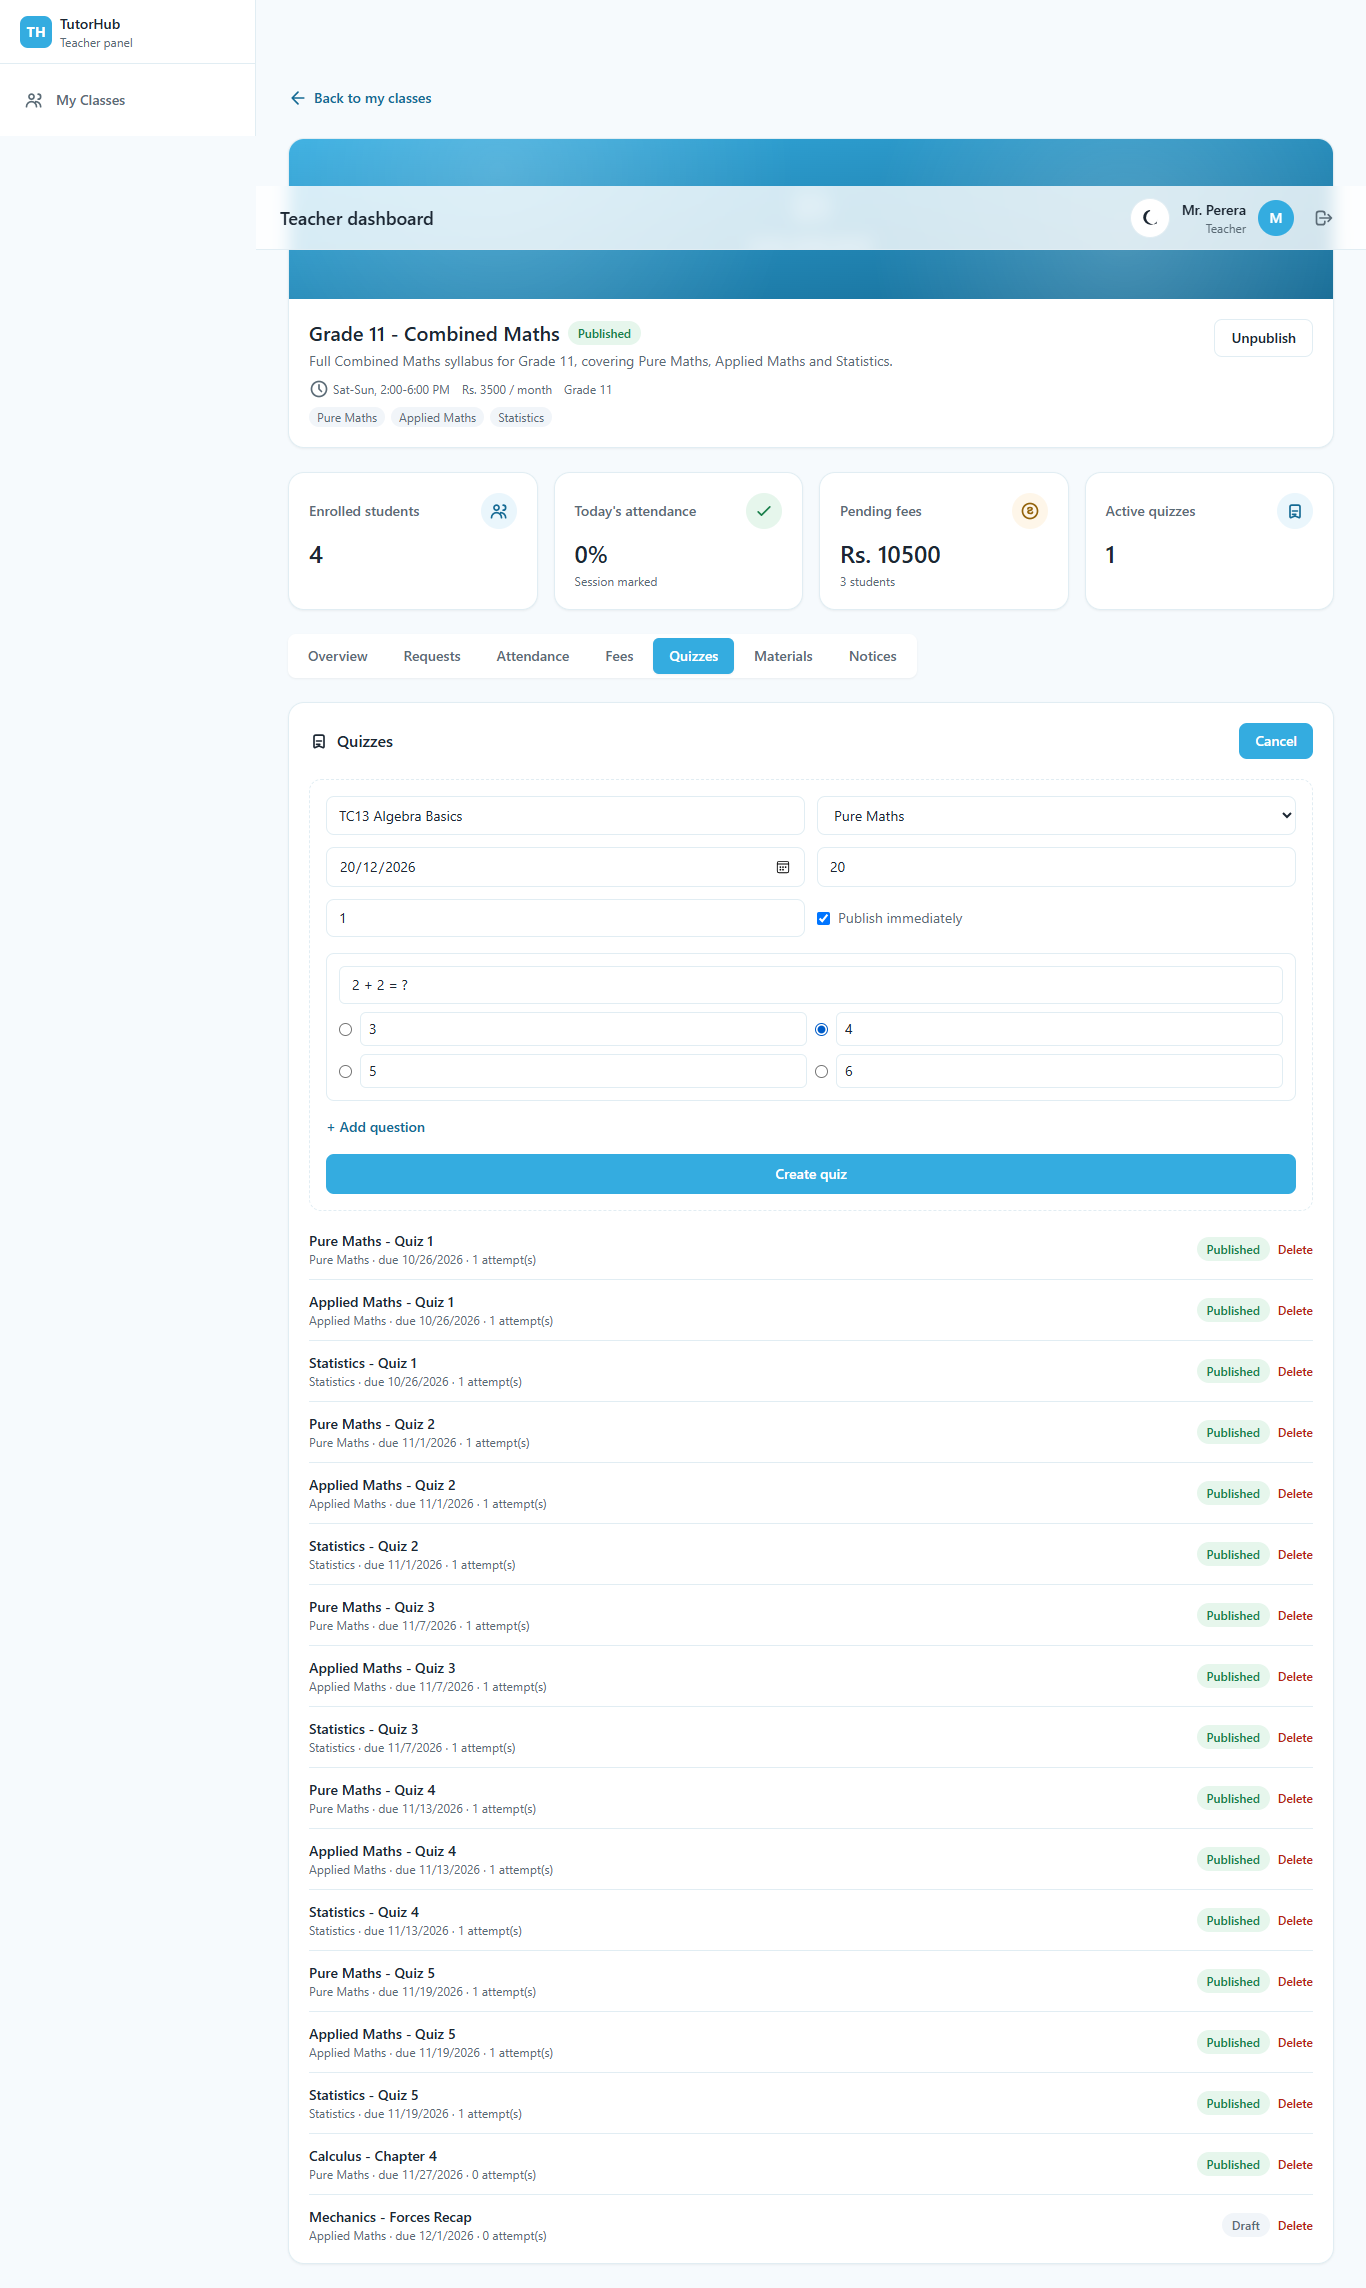 TH
TutorHub
Teacher panel
My Classes
Back to my classes
Teacher dashboard
Mr. Perera
Teacher
M
Grade 11 - Combined Maths
Published
Unpublish
Full Combined Maths syllabus for Grade 11, covering Pure Maths, Applied Maths and Statistics.
Sat-Sun, 2:00-6:00 PM Rs. 3500 / month Grade 11
Pure Maths Applied Maths Statistics
Enrolled students
4
Today's attendance
0%
Session marked
Pending fees
Rs. 10500
3 students
Active quizzes
1
Overview Requests Attendance Fees Quizzes Materials Notices
Quizzes
Cancel
TC13 Algebra Basics
Pure Maths
20/12/2026
20
1
Publish immediately
2 + 2 = ?
3
4
5
6
+ Add question
Create quiz
Pure Maths - Quiz 1
Pure Maths · due 10/26/2026 · 1 attempt(s)
Published Delete
Applied Maths - Quiz 1
Applied Maths · due 10/26/2026 · 1 attempt(s)
Published Delete
Statistics - Quiz 1
Statistics · due 10/26/2026 · 1 attempt(s)
Published Delete
Pure Maths - Quiz 2
Pure Maths · due 11/1/2026 · 1 attempt(s)
Published Delete
Applied Maths - Quiz 2
Applied Maths · due 11/1/2026 · 1 attempt(s)
Published Delete
Statistics - Quiz 2
Statistics · due 11/1/2026 · 1 attempt(s)
Published Delete
Pure Maths - Quiz 3
Pure Maths · due 11/7/2026 · 1 attempt(s)
Published Delete
Applied Maths - Quiz 3
Applied Maths · due 11/7/2026 · 1 attempt(s)
Published Delete
Statistics - Quiz 3
Statistics · due 11/7/2026 · 1 attempt(s)
Published Delete
Pure Maths - Quiz 4
Pure Maths · due 11/13/2026 · 1 attempt(s)
Published Delete
Applied Maths - Quiz 4
Applied Maths · due 11/13/2026 · 1 attempt(s)
Published Delete
Statistics - Quiz 4
Statistics · due 11/13/2026 · 1 attempt(s)
Published Delete
Pure Maths - Quiz 5
Pure Maths · due 11/19/2026 · 1 attempt(s)
Published Delete
Applied Maths - Quiz 5
Applied Maths · due 11/19/2026 · 1 attempt(s)
Published Delete
Statistics - Quiz 5
Statistics · due 11/19/2026 · 1 attempt(s)
Published Delete
Calculus - Chapter 4
Pure Maths · due 11/27/2026 · 0 attempt(s)
Published Delete
Mechanics - Forces Recap
Applied Maths · due 12/1/2026 · 0 attempt(s)
Draft Delete